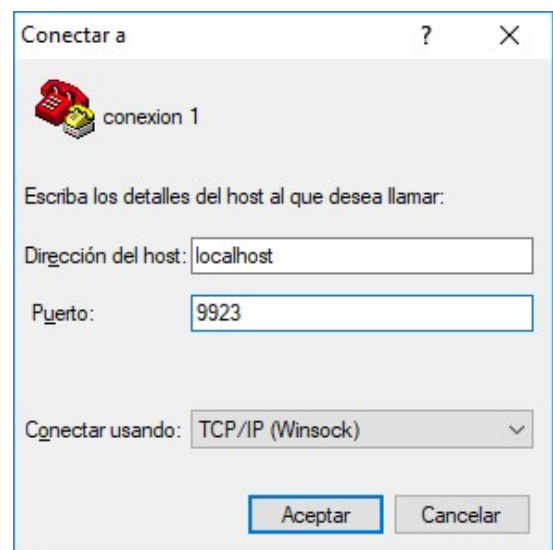 Conectar a
?
conexion 1
Escriba los detalles del host al que desea llamar:
Dirección del host: localhost
Puerto: 9923
Conectar usando: TCP/IP (Winsock)
Aceptar Cancelar